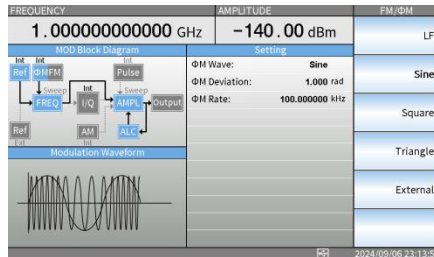 FREQUENCY
AMPLITUDE
FM/ΦM
1.000000000000 GHz
−140.00 dBm
MOD Block Diagram
Setting
Int
Int
Int
Ref
ΦM
FM
Pulse
Sweep
Int
Sweep
FREQ
I/Q
AMPL
Output
Ref
AM
ALC
Ext
Int
Modulation Waveform
ΦM Wave: Sine
ΦM Deviation: 1.000 rad
ΦM Rate: 100.000000 kHz
LF
Sine
Square
Triangle
External
2024/09/06 23:13:5